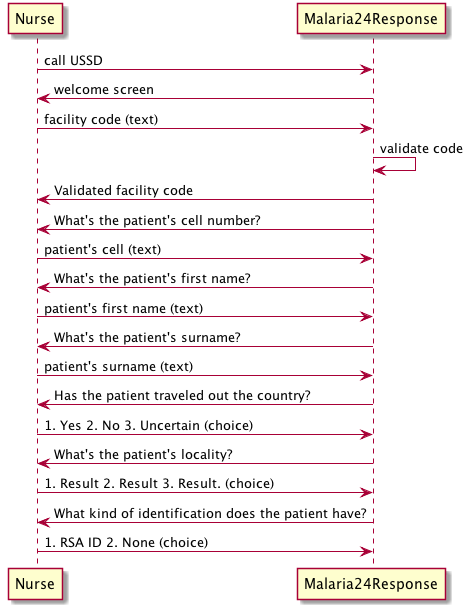 Nurse
Malaria24Response
call USSD
welcome screen
facility code (text)
validate code
Validated facility code
What's the patient's cell number?
patient's cell (text)
What's the patient's first name?
patient's first name (text)
What's the patient's surname?
patient's surname (text)
Has the patient traveled out the country?
1. Yes 2. No 3. Uncertain (choice)
What's the patient's locality?
1. Result 2. Result 3. Result. (choice)
What kind of identification does the patient have?
1. RSA ID 2. None (choice)
Nurse
Malaria24Response